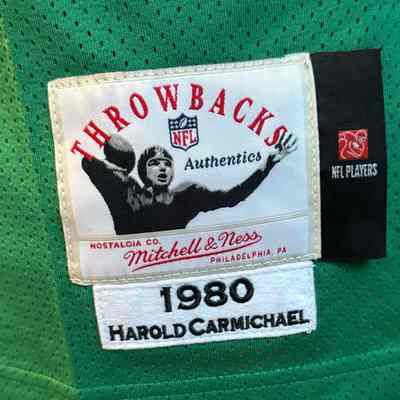 THROWBACKS
NFL
Authentics
NFL PLAYERS
NOSTALGIA CO.
Mitchell & Ness
PHILADELPHIA, PA
1980
HAROLD CARMICHAEL